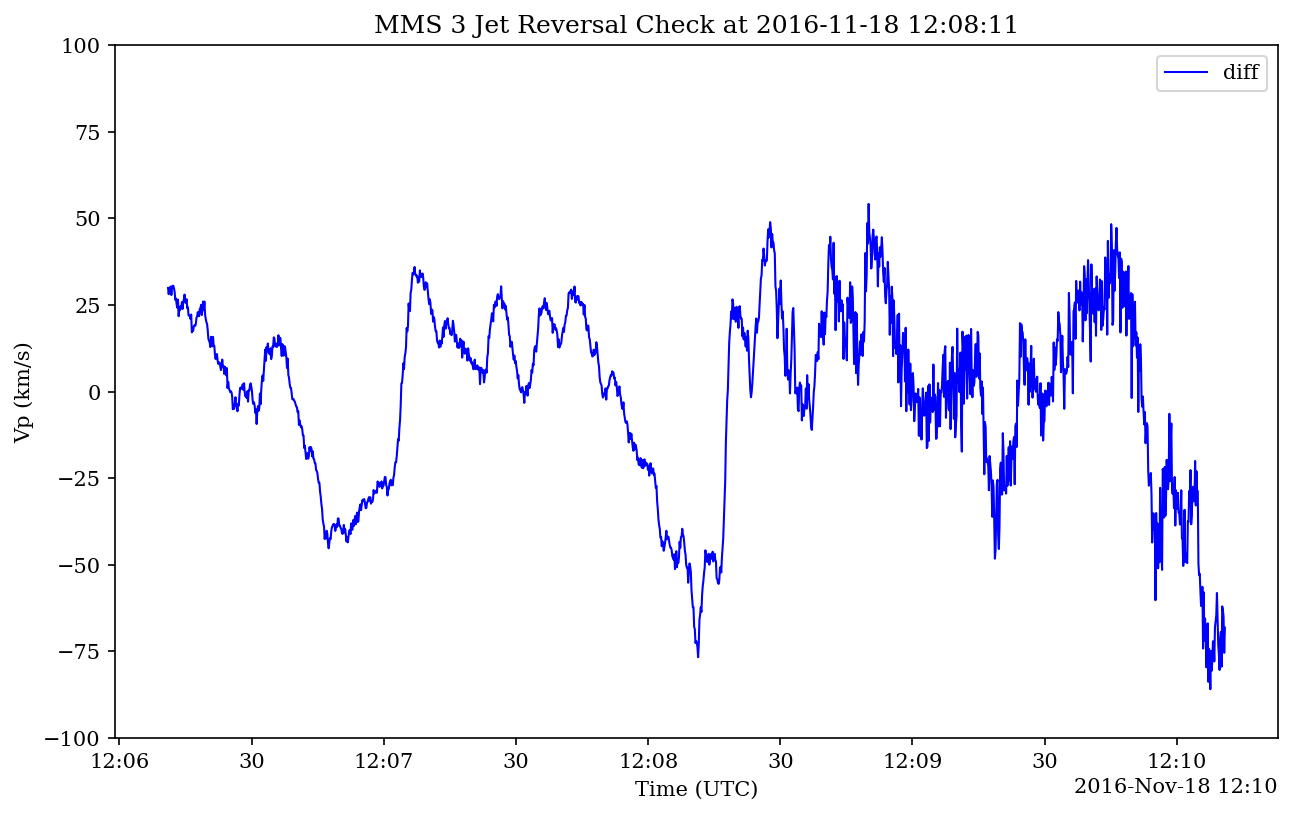 MMS 3 Jet Reversal Check at 2016-11-18 12:08:11
100
75
50
25
0
−25
−50
−75
−100
Vp (km/s)
diff
12:06 30 12:07 30 12:08 30 12:09 30 12:10
Time (UTC)
2016-Nov-18 12:10